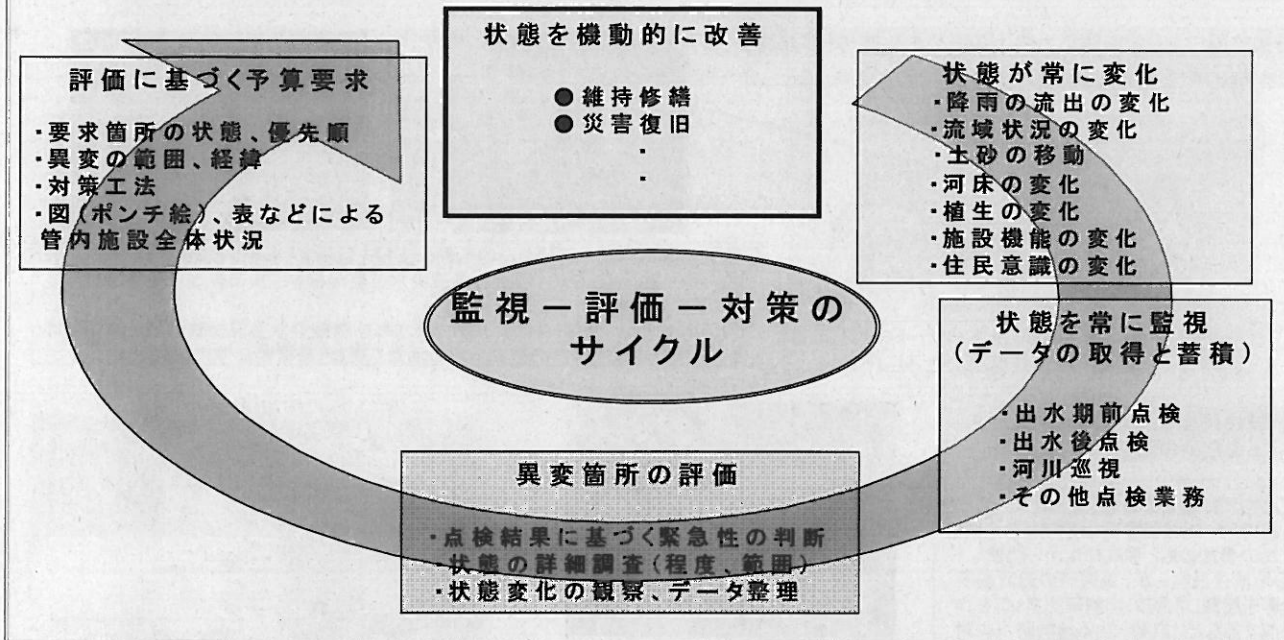 状態を機動的に改善
●維持修繕
●災害復旧
・
・
評価に基づく予算要求
・要求箇所の状態、優先順
・異変の範囲、経緯
・対策工法
・図（ポンチ絵）、表などによる
管内施設全体状況
状態が常に変化
・降雨の流出の変化
・流域状況の変化
・土砂の移動
・河床の変化
・植生の変化
・施設機能の変化
・住民意識の変化
監視－評価－対策の
サイクル
状態を常に監視
（データの取得と蓄積）
・出水期前点検
・出水後点検
・河川巡視
・その他点検業務
異変箇所の評価
・点検結果に基づく緊急性の判断
・状態の詳細調査（程度、範囲）
・状態変化の観察、データ整理